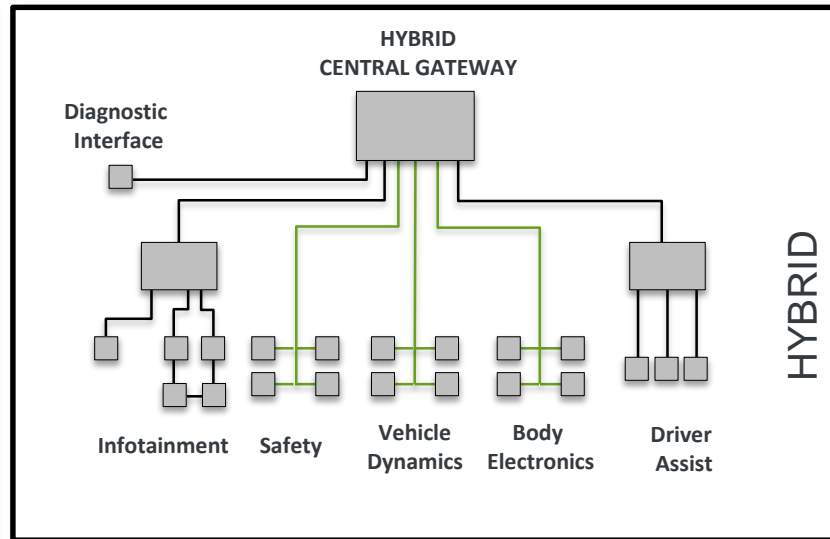 HYBRID
CENTRAL GATEWAY
Diagnostic
Interface
HYBRID
Infotainment
Safety
Vehicle
Dynamics
Body
Electronics
Driver
Assist